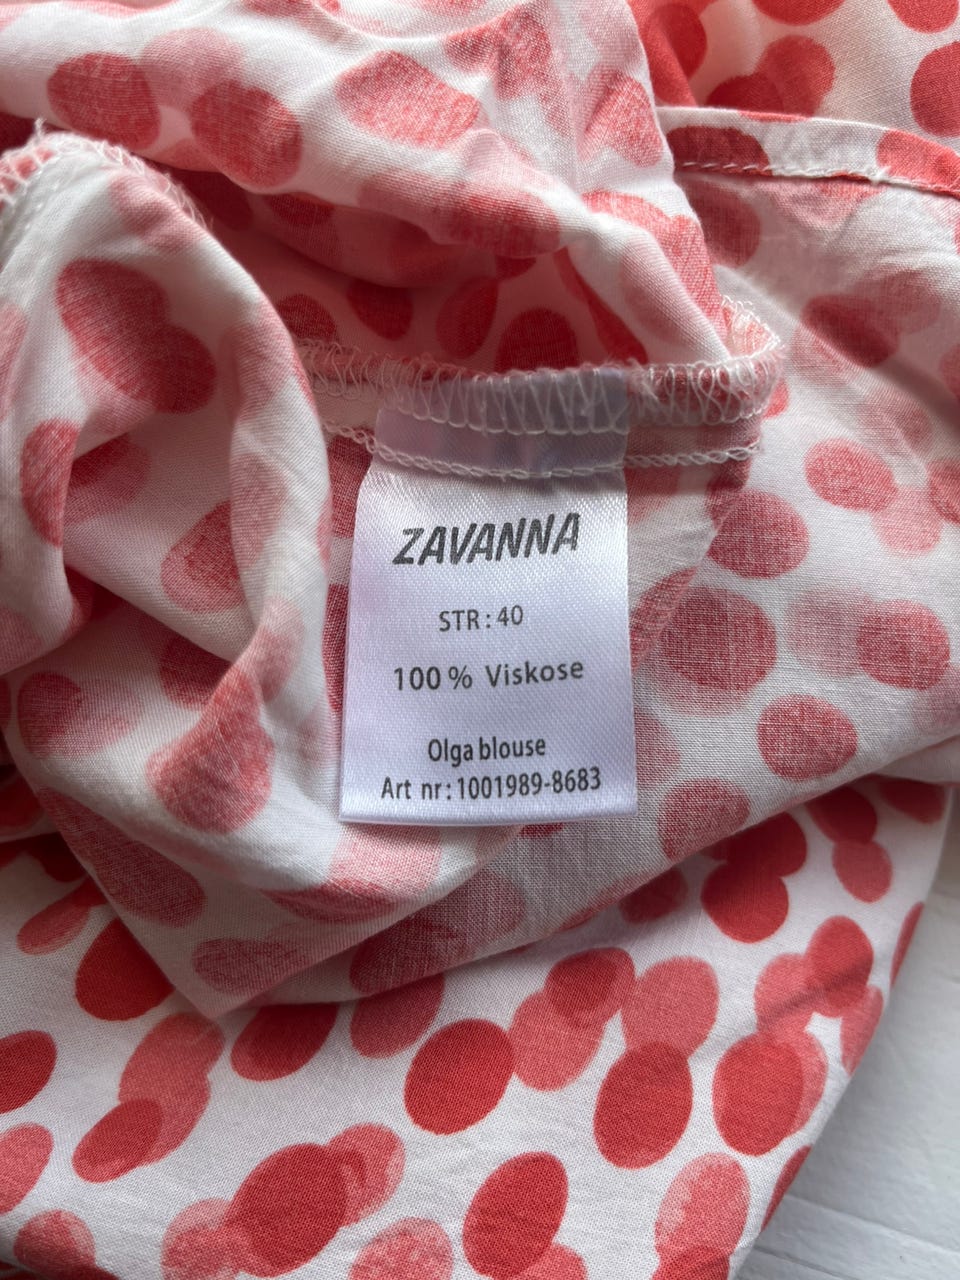 ZAVANNA
STR: 40
100% Viskose
Olga blouse
Art nr: 1001989-8683